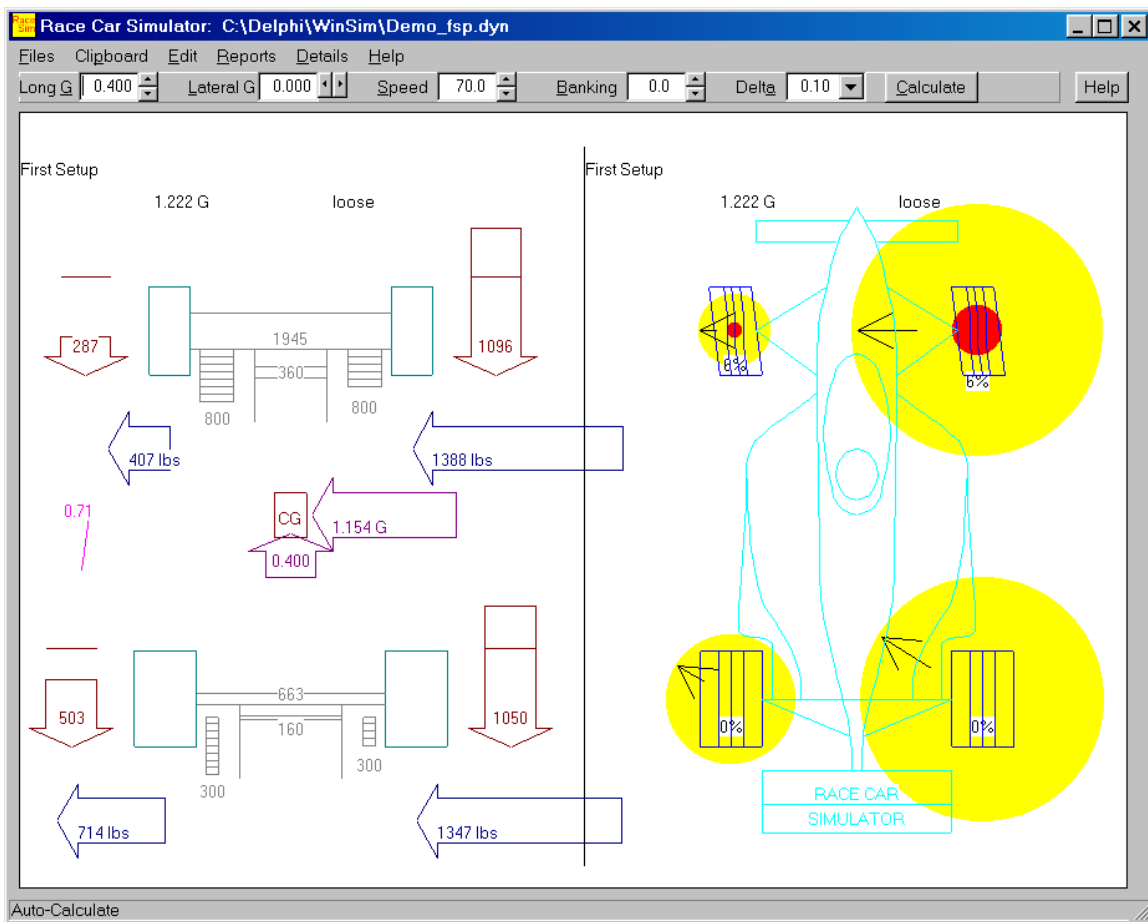 Race Car Simulator: C:\Delphi\WinSim\Demo_fsp.dyn
Files Clipboard Edit Reports Details Help
Long G 0.400 Lateral G 0.000 Speed 70.0 Banking 0.0 Delta 0.10 Calculate Help
First Setup
1.222 G loose
287
1945
1096
360
800
800
407 lbs
1388 lbs
0.71
CG
1.154 G
0.400
503
663
1050
160
300
300
714 lbs
1347 lbs
First Setup
1.222 G loose
6%
6%
0%
0%
RACE CAR
SIMULATOR
Auto-Calculate